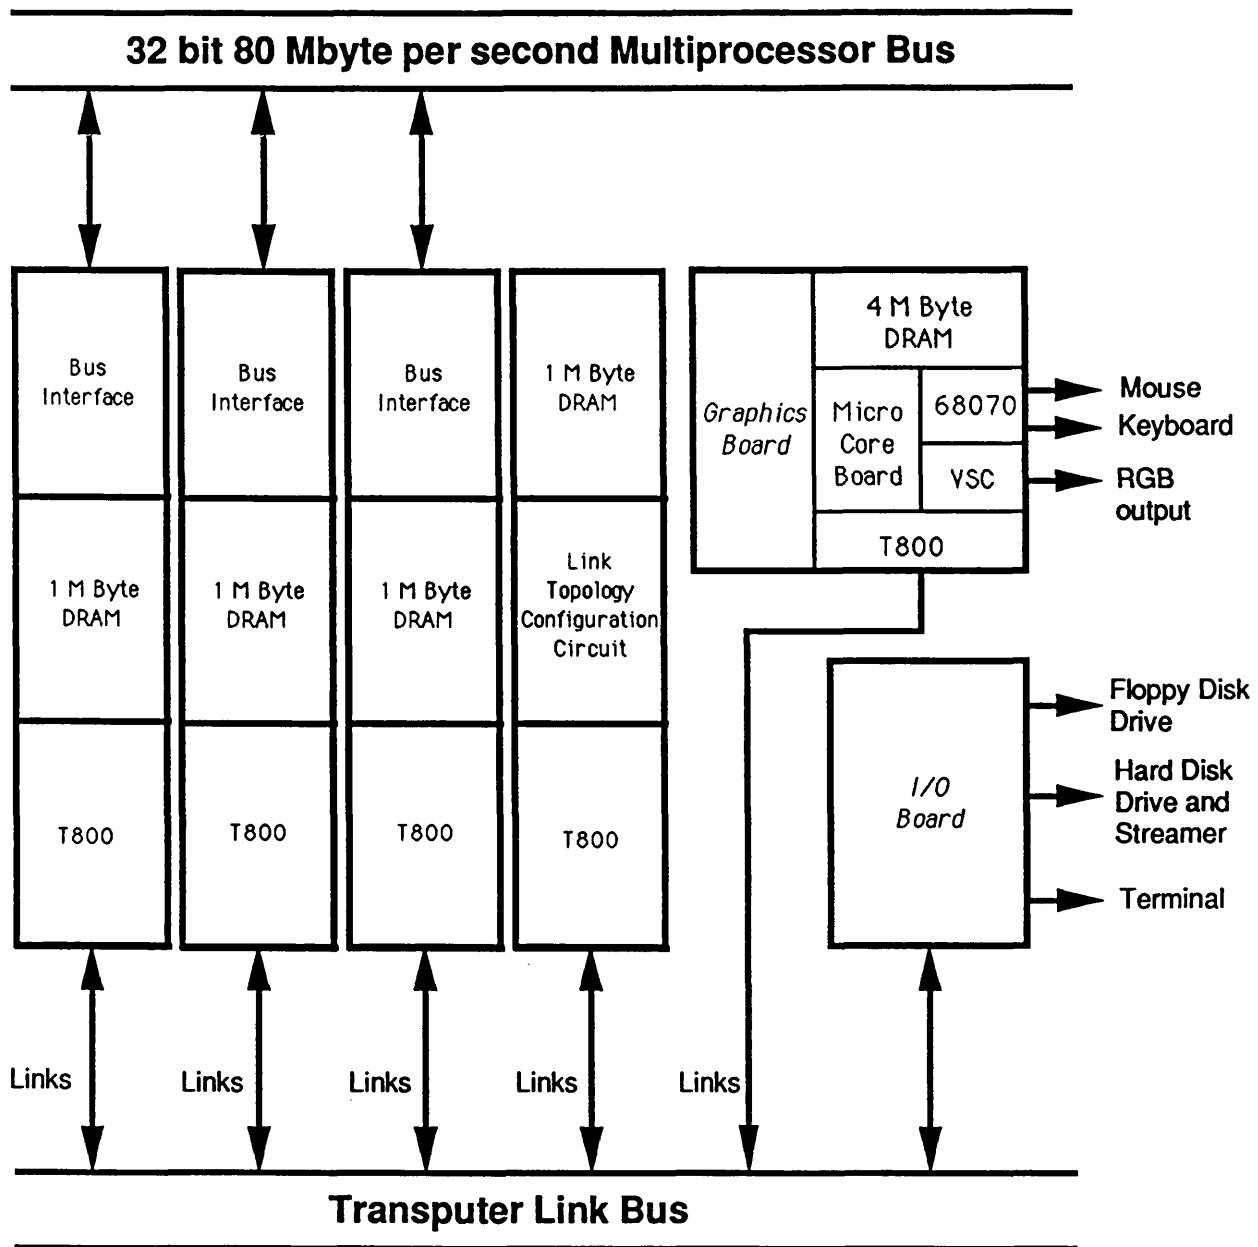 32 bit 80 Mbyte per second Multiprocessor Bus
Bus
Interface
1 M Byte
DRAM
T800
Bus
Interface
1 M Byte
DRAM
T800
Bus
Interface
1 M Byte
DRAM
T800
1 M Byte
DRAM
Link
Topology
Configuration
Circuit
T800
Graphics
Board
4 M Byte
DRAM
Micro
Core
Board
68070
VSC
T800
Mouse
Keyboard
RGB
output
I/O
Board
Floppy Disk
Drive
Hard Disk
Drive and
Streamer
Terminal
Links
Links
Links
Links
Links
Transputer Link Bus